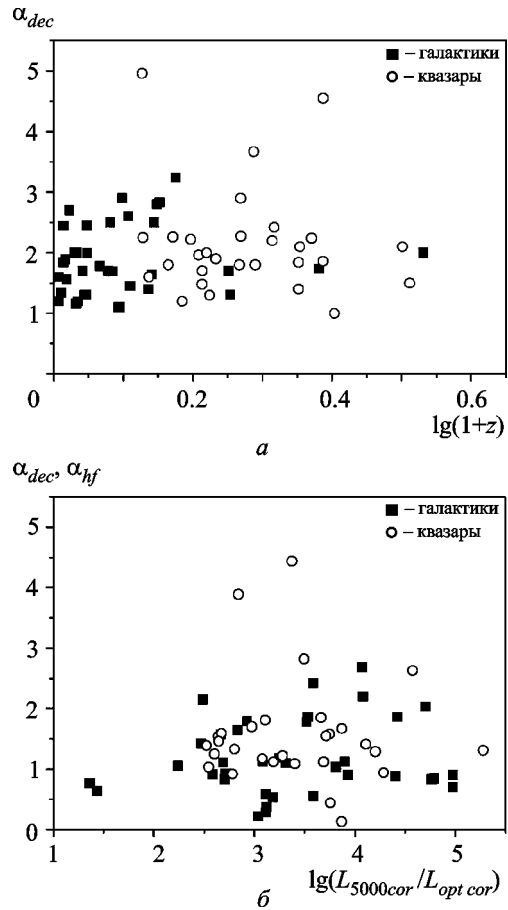 α_dec
■ – галактики
○ – квазары
5
4
3
2
1
0
0.2
0.4
0.6
lg(1+z)
а
α_dec, α_hf
■ – галактики
○ – квазары
5
4
3
2
1
0
1
2
3
4
5
lg(L_5000cor/L_opt cor)
б